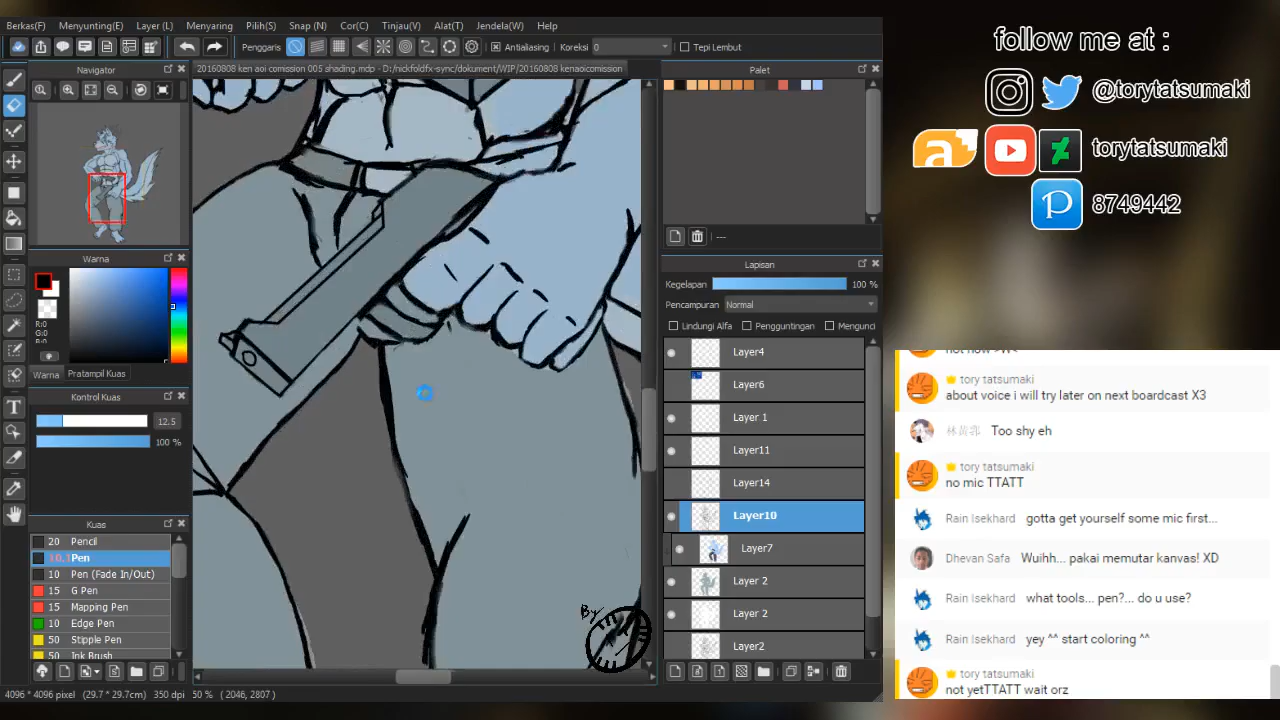 Berkas(F) Menyunting(E) Layer (L) Menyaring Pilih(S) Snap (N) Cor(C) Tinjau(V) Alat(T) Jendela(W) Help
Penggaris Antialiasing Koreksi 0 Tepi Lembut
Navigator
20160808 ken aoi comission 005 shading.mdp - D:/nickfoldfx-sync/dokument/WIP/20160808 kenaoicomission
Palet
---
Warna
R:0
G:0
Warna Pratampil Kuas
Kontrol Kuas
12.5
100 %
Kuas
20 Pencil
10.1 Pen
10 Pen (Fade In/Out)
15 G Pen
15 Mapping Pen
10 Edge Pen
50 Stipple Pen
50 Ink Brush
Lapisan
Kegelapan 100 %
Pencampuran Normal
Lindungi Alfa Pengguntingan Mengunci
Layer4
Layer6
Layer 1
Layer11
Layer14
Layer10
Layer7
Layer 2
Layer 2
Layer2
By
4096 * 4096 pixel (29.7 * 29.7cm) 350 dpi 50 % ( 2046, 2807 )
follow me at :
@torytatsumaki
torytatsumaki
8749442
tory tatsumaki
about voice i will try later on next boardcast X3
Too shy eh
tory tatsumaki
no mic TTATT
Rain Isekhard gotta get yourself some mic first...
Dhevan Safa Wuihh... pakai memutar kanvas! XD
Rain Isekhard what tools... pen?... do u use?
Rain Isekhard yey ^^ start coloring ^^
tory tatsumaki
not yetTTATT wait orz